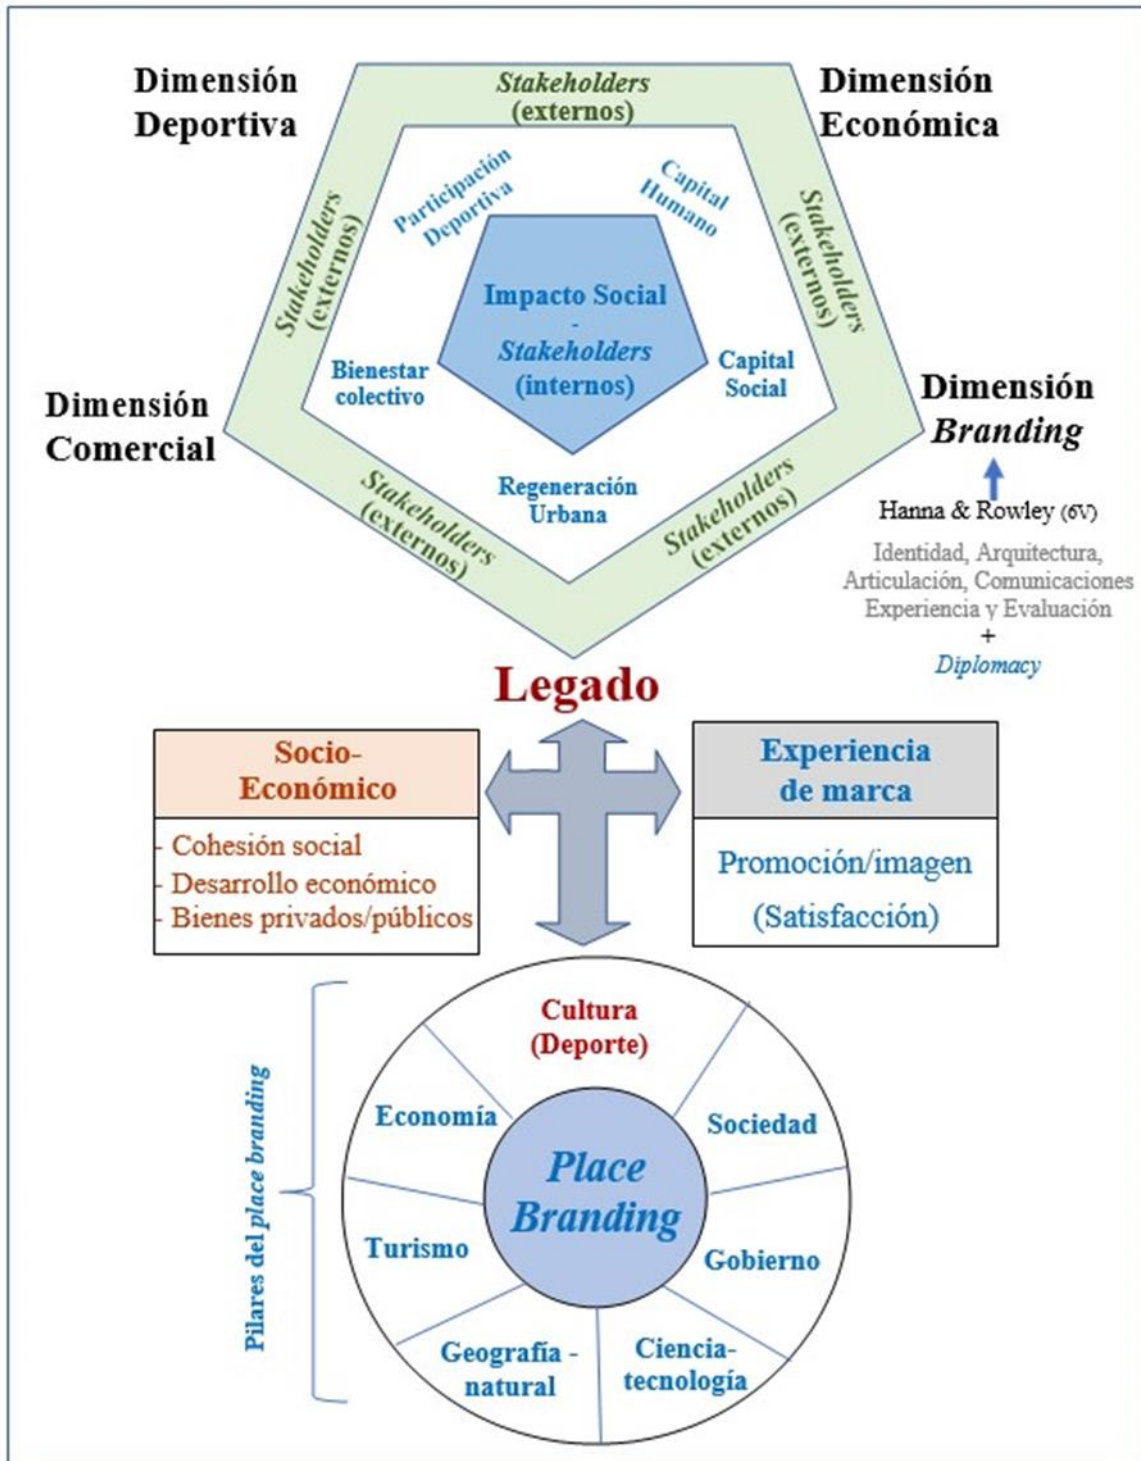 Dimensión
Deportiva
Stakeholders
(externos)
Dimensión
Económica
Participación
Deportiva
Capital
Humano
Stakeholders
(externos)
Stakeholders
(externos)
Impacto Social
-
Stakeholders
(internos)
Bienestar
colectivo
Capital
Social
Dimensión
Comercial
Dimensión
Branding
Regeneración
Urbana
Stakeholders
(externos)
Stakeholders
(externos)
Hanna & Rowley (6V)
Identidad, Arquitectura,
Articulación, Comunicaciones
Experiencia y Evaluación
+
Diplomacy
Legado
Socio-
Económico
- Cohesión social
- Desarrollo económico
- Bienes privados/públicos
Experiencia
de marca
Promoción/imagen
(Satisfacción)
Pilares del place branding
Cultura
(Deporte)
Economía
Sociedad
Place
Branding
Turismo
Gobierno
Geografía -
natural
Ciencia-
tecnología